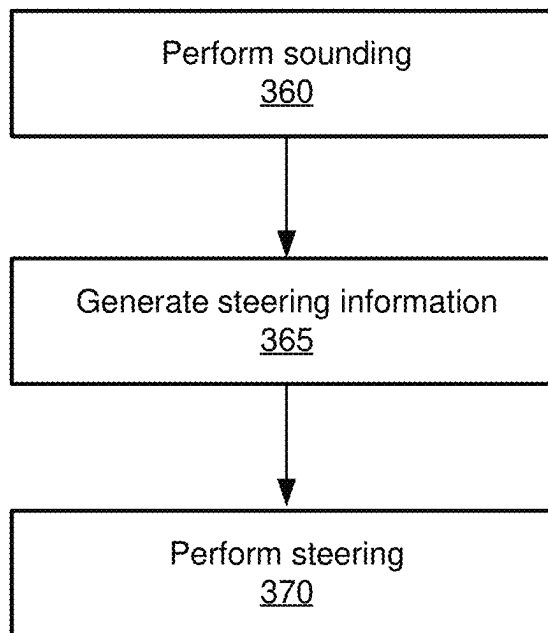 Perform sounding
360
Generate steering information
365
Perform steering
370